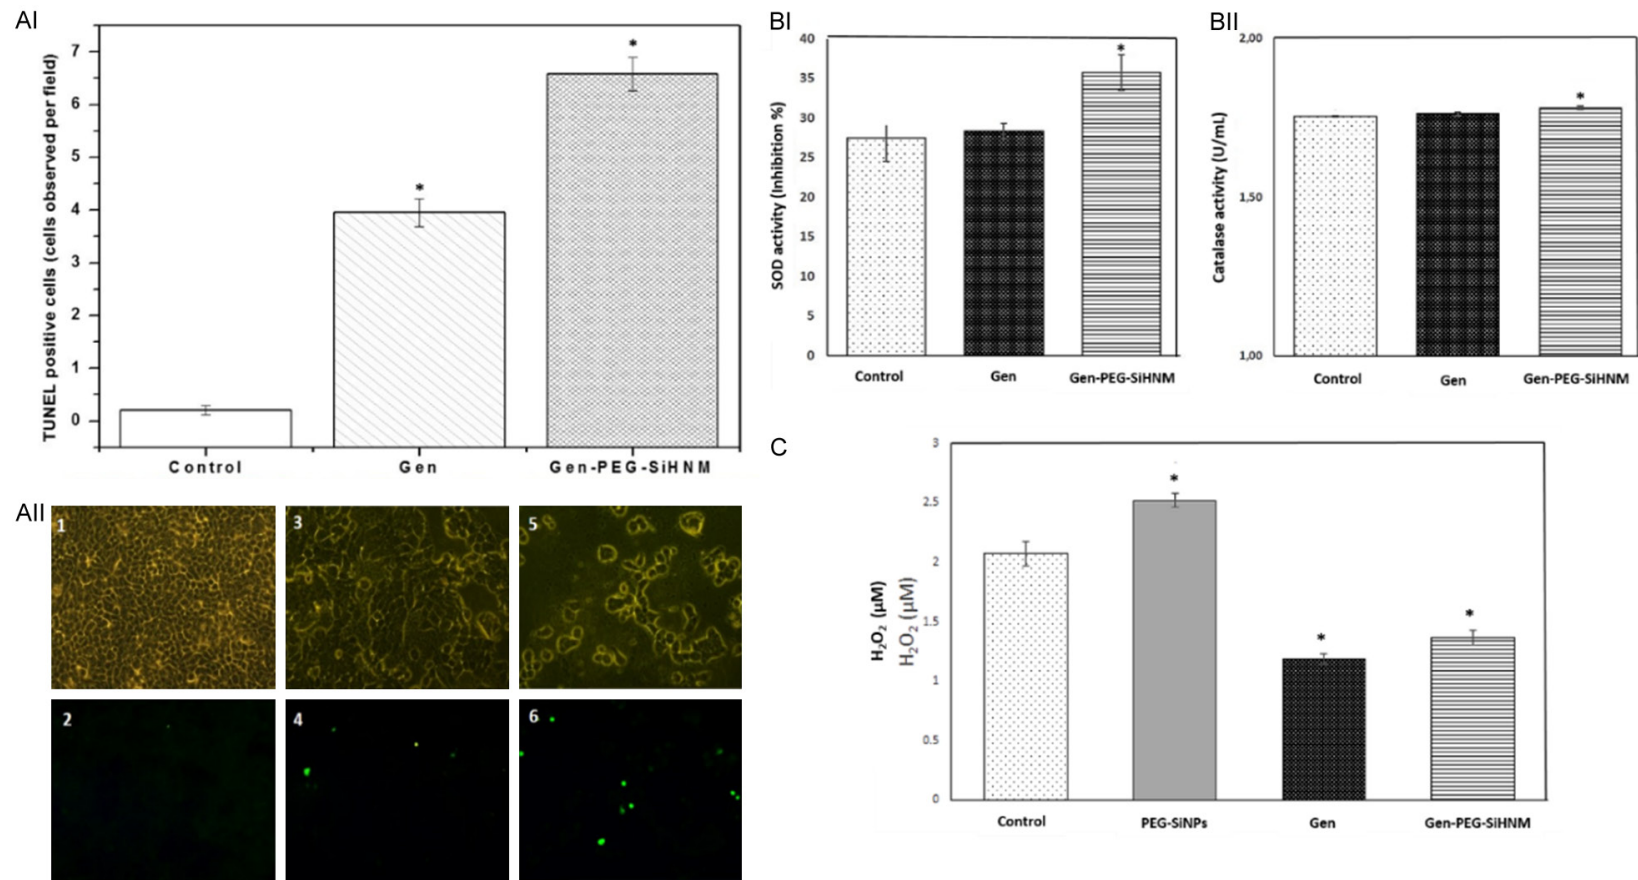 AI
TUNEL positive cells (cells observed per field)
7
6
5
4
3
2
1
0
*
*
Control
Gen
Gen-PEG-SiHNM
BI
SOD activity (Inhibition %)
40
35
30
25
20
15
10
5
0
*
Control
Gen
Gen-PEG-SiHNM
BII
Catalase activity (U/mL)
2,00
1,50
1,00
*
Control
Gen
Gen-PEG-SiHNM
AII
1
3
5
2
4
6
C
H₂O₂ (μM)
H₂O₂ (μM)
3
2.5
2
1.5
1
0.5
0
*
*
*
Control
PEG-SiNPs
Gen
Gen-PEG-SiHNM